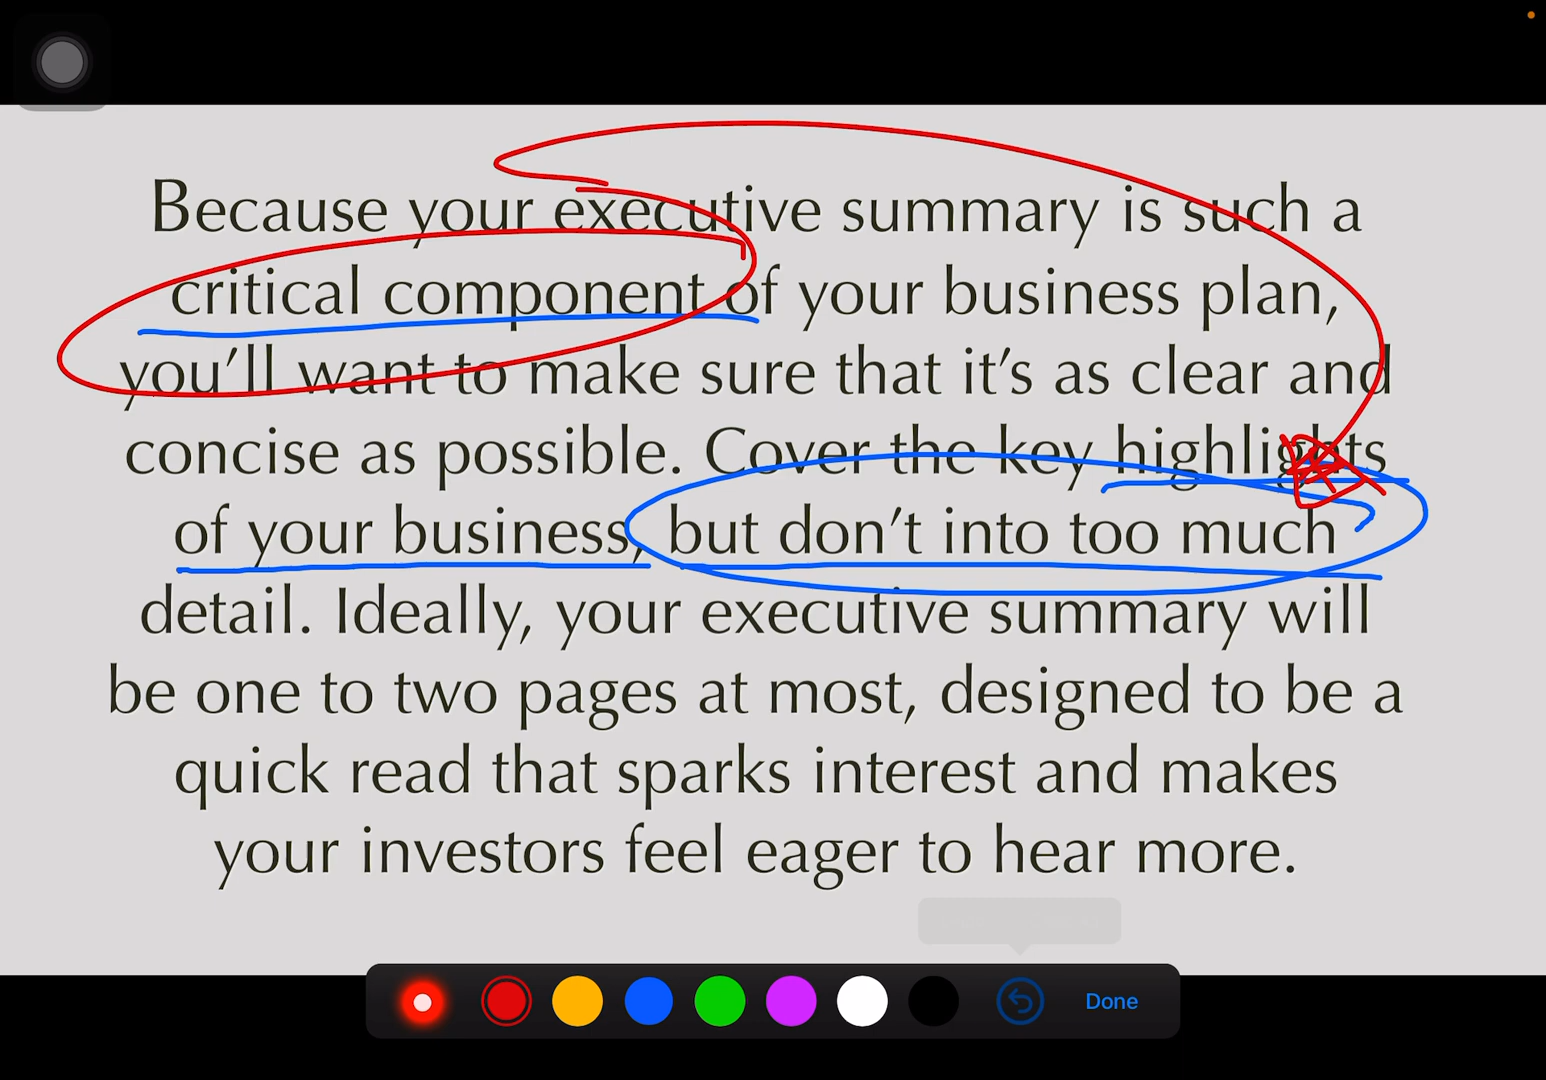 Because your executive summary is such a
critical component of your business plan,
you’ll want to make sure that it’s as clear and
concise as possible. Cover the key highlights
of your business, but don’t into too much
detail. Ideally, your executive summary will
be one to two pages at most, designed to be a
quick read that sparks interest and makes
your investors feel eager to hear more.
Done